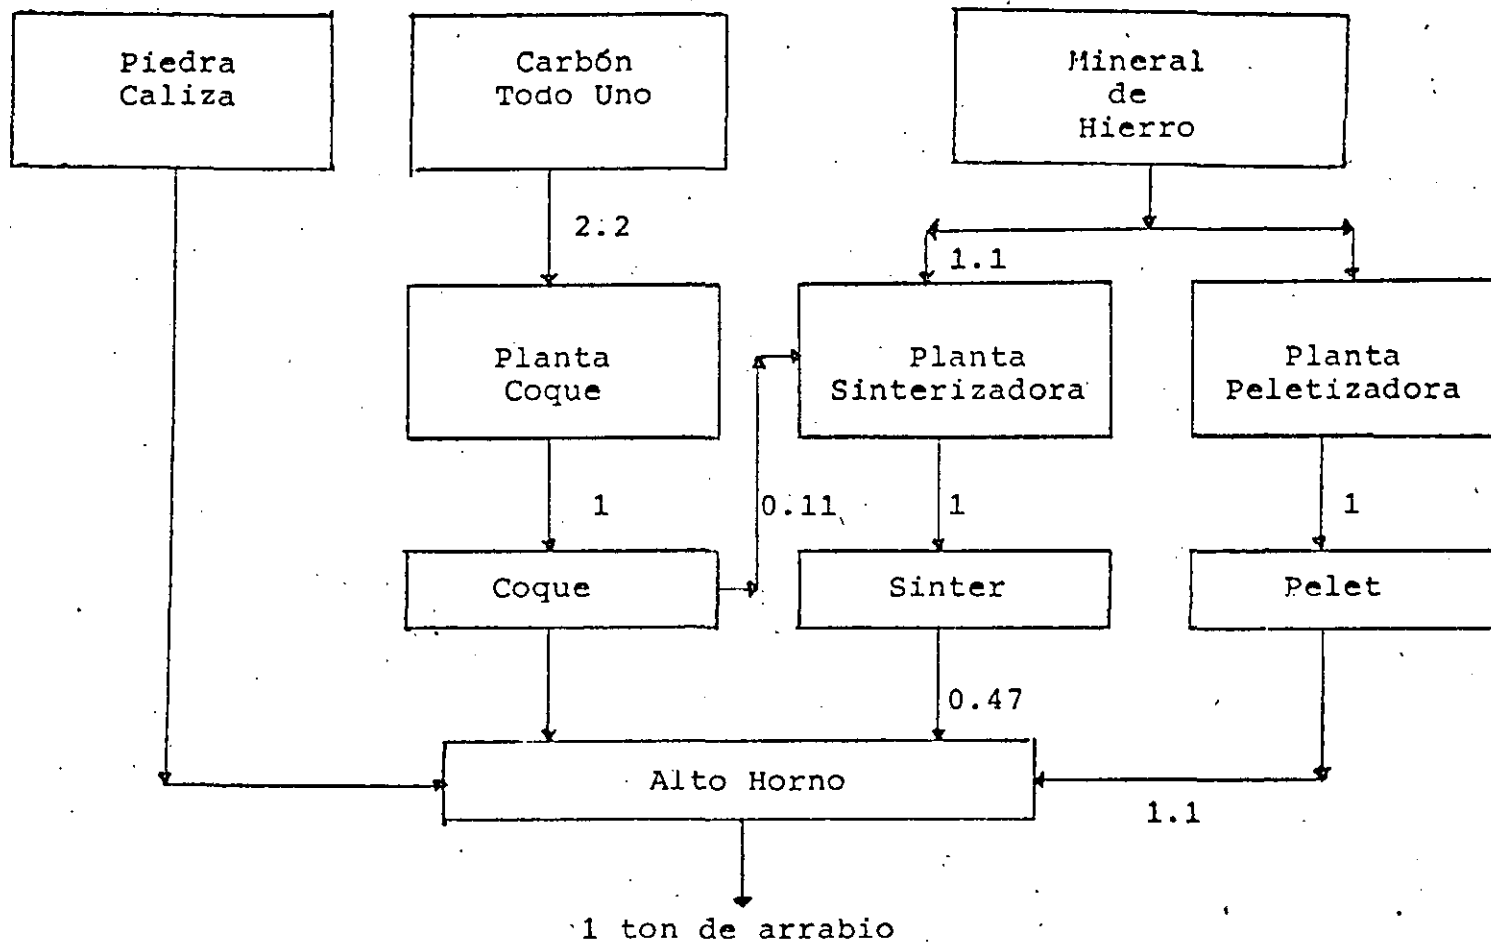 Piedra
Caliza
Carbón
Todo Uno
Mineral
de
Hierro
2.2
1.1
Planta
Coque
Planta
Sinterizadora
Planta
Peletizadora
1
0.11
1
1
Coque
Sinter
Pelet
0.47
Alto Horno
1.1
1 ton de arrabio